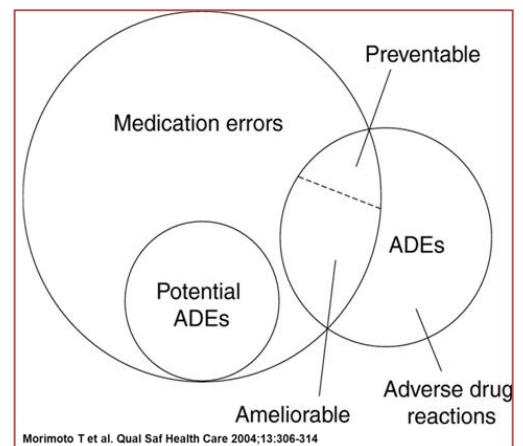 Preventable
Medication errors
ADEs
Potential
ADEs
Adverse drug
reactions
Ameliorable
Morimoto T et al. Qual Saf Health Care 2004;13:306-314